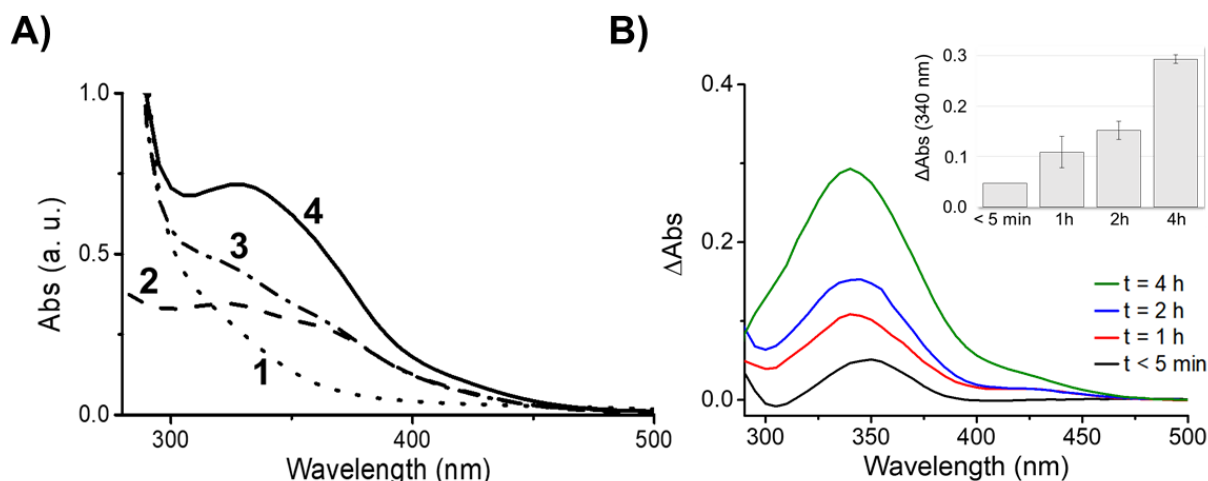 A)
1.0
0.5
0.0
Abs (a. u.)
1
2
3
4
300
400
500
Wavelength (nm)
B)
0.4
0.2
0.0
ΔAbs
300
350
400
450
500
Wavelength (nm)
t = 4 h
t = 2 h
t = 1 h
t < 5 min
0.3
0.2
0.1
0.0
ΔAbs (340 nm)
< 5 min 1h 2h 4h